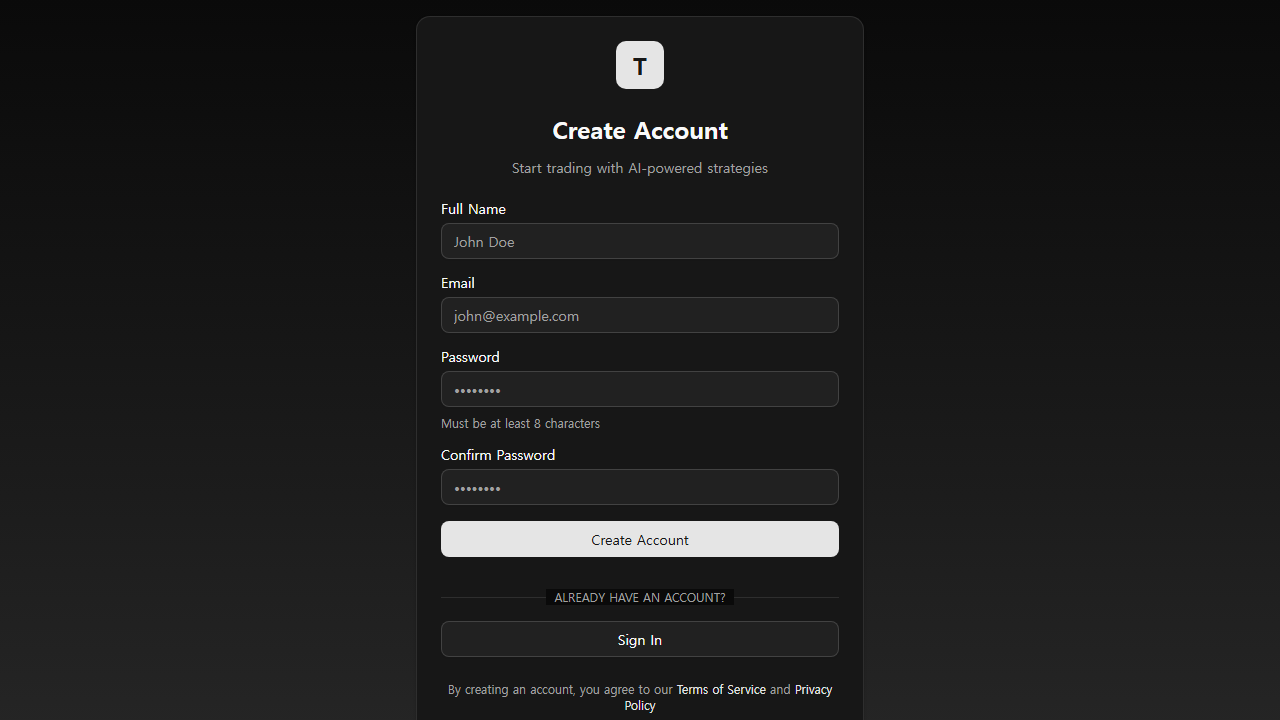 T
Create Account
Start trading with AI-powered strategies
Full Name
John Doe
Email
john@example.com
Password
••••••••
Must be at least 8 characters
Confirm Password
••••••••
Create Account
ALREADY HAVE AN ACCOUNT?
Sign In
By creating an account, you agree to our Terms of Service and Privacy
Policy